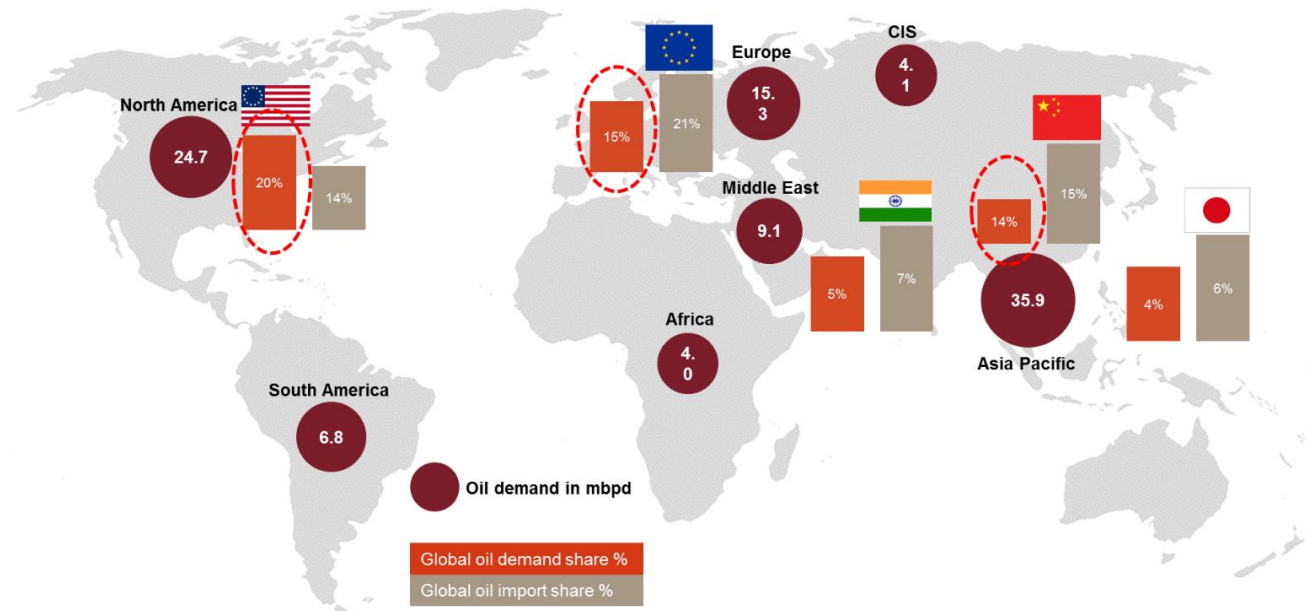 CIS
4.
1
Europe
15.
3
21%
15%
North America
24.7
20%
14%
15%
14%
Middle East
9.1
7%
5%
6%
4%
35.9
Asia Pacific
Africa
4.
0
South America
6.8
Oil demand in mbpd
Global oil demand share %
Global oil import share %